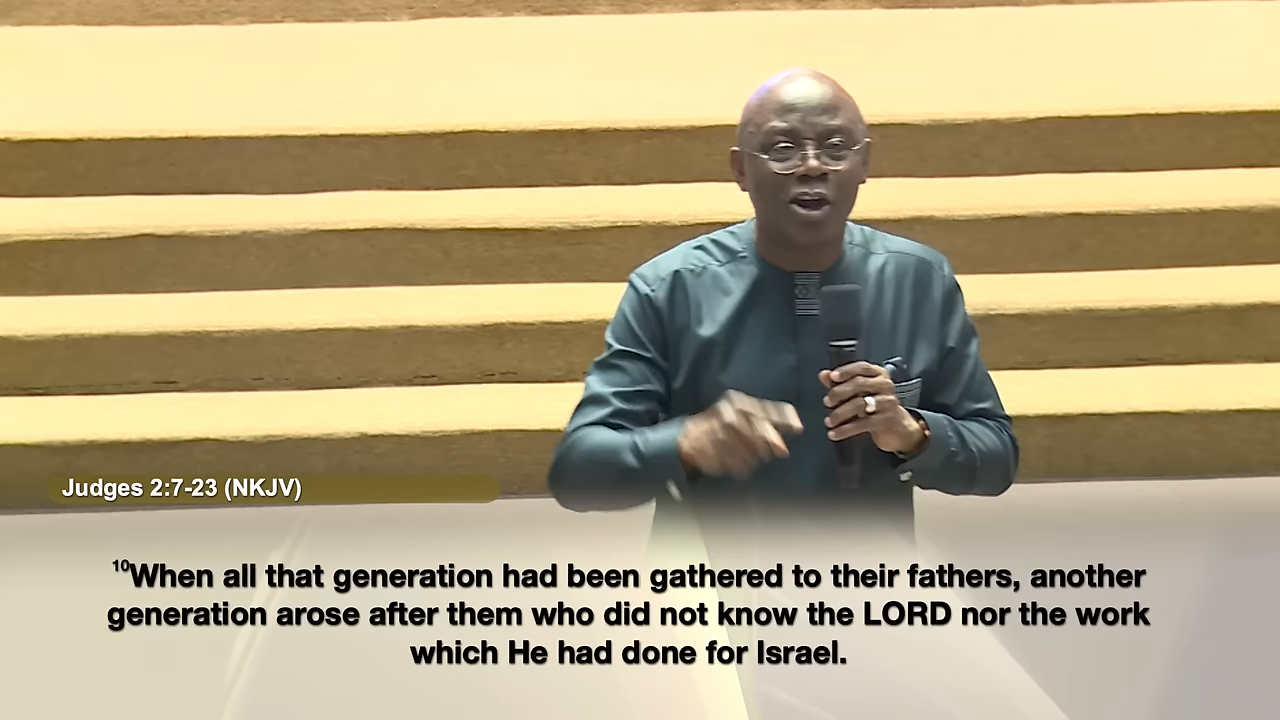 Judges 2:7-23 (NKJV)
10When all that generation had been gathered to their fathers, another
generation arose after them who did not know the LORD nor the work
which He had done for Israel.